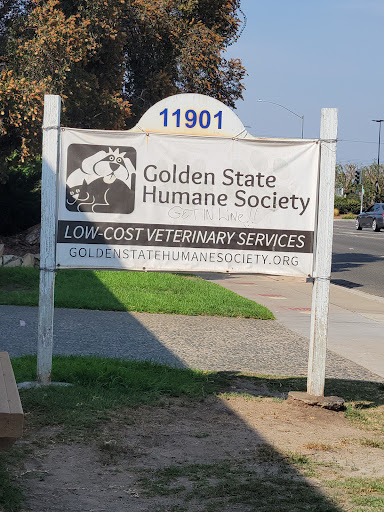 11901
Golden State
Humane Society
GET IN Line!!
LOW-COST VETERINARY SERVICES
GOLDENSTATEHUMANESOCIETY.ORG